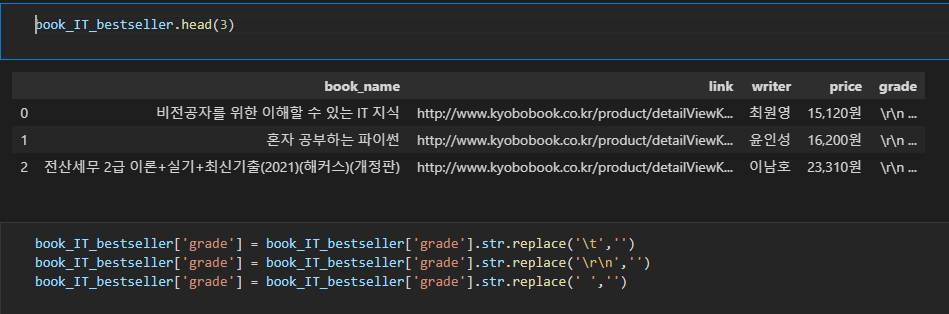 book_IT_bestseller.head(3)
book_name link writer price grade
0 비전공자를 위한 이해할 수 있는 IT 지식 http://www.kyobobook.co.kr/product/detailViewK... 최원영 15,120원 \r\n ...
1 혼자 공부하는 파이썬 http://www.kyobobook.co.kr/product/detailViewK... 윤인성 16,200원 \r\n ...
2 전산세무 2급 이론+실기+최신기출(2021)(해커스)(개정판) http://www.kyobobook.co.kr/product/detailViewK... 이남호 23,310원 \r\n ...
book_IT_bestseller['grade'] = book_IT_bestseller['grade'].str.replace('\t','')
book_IT_bestseller['grade'] = book_IT_bestseller['grade'].str.replace('\r\n','')
book_IT_bestseller['grade'] = book_IT_bestseller['grade'].str.replace(' ','')